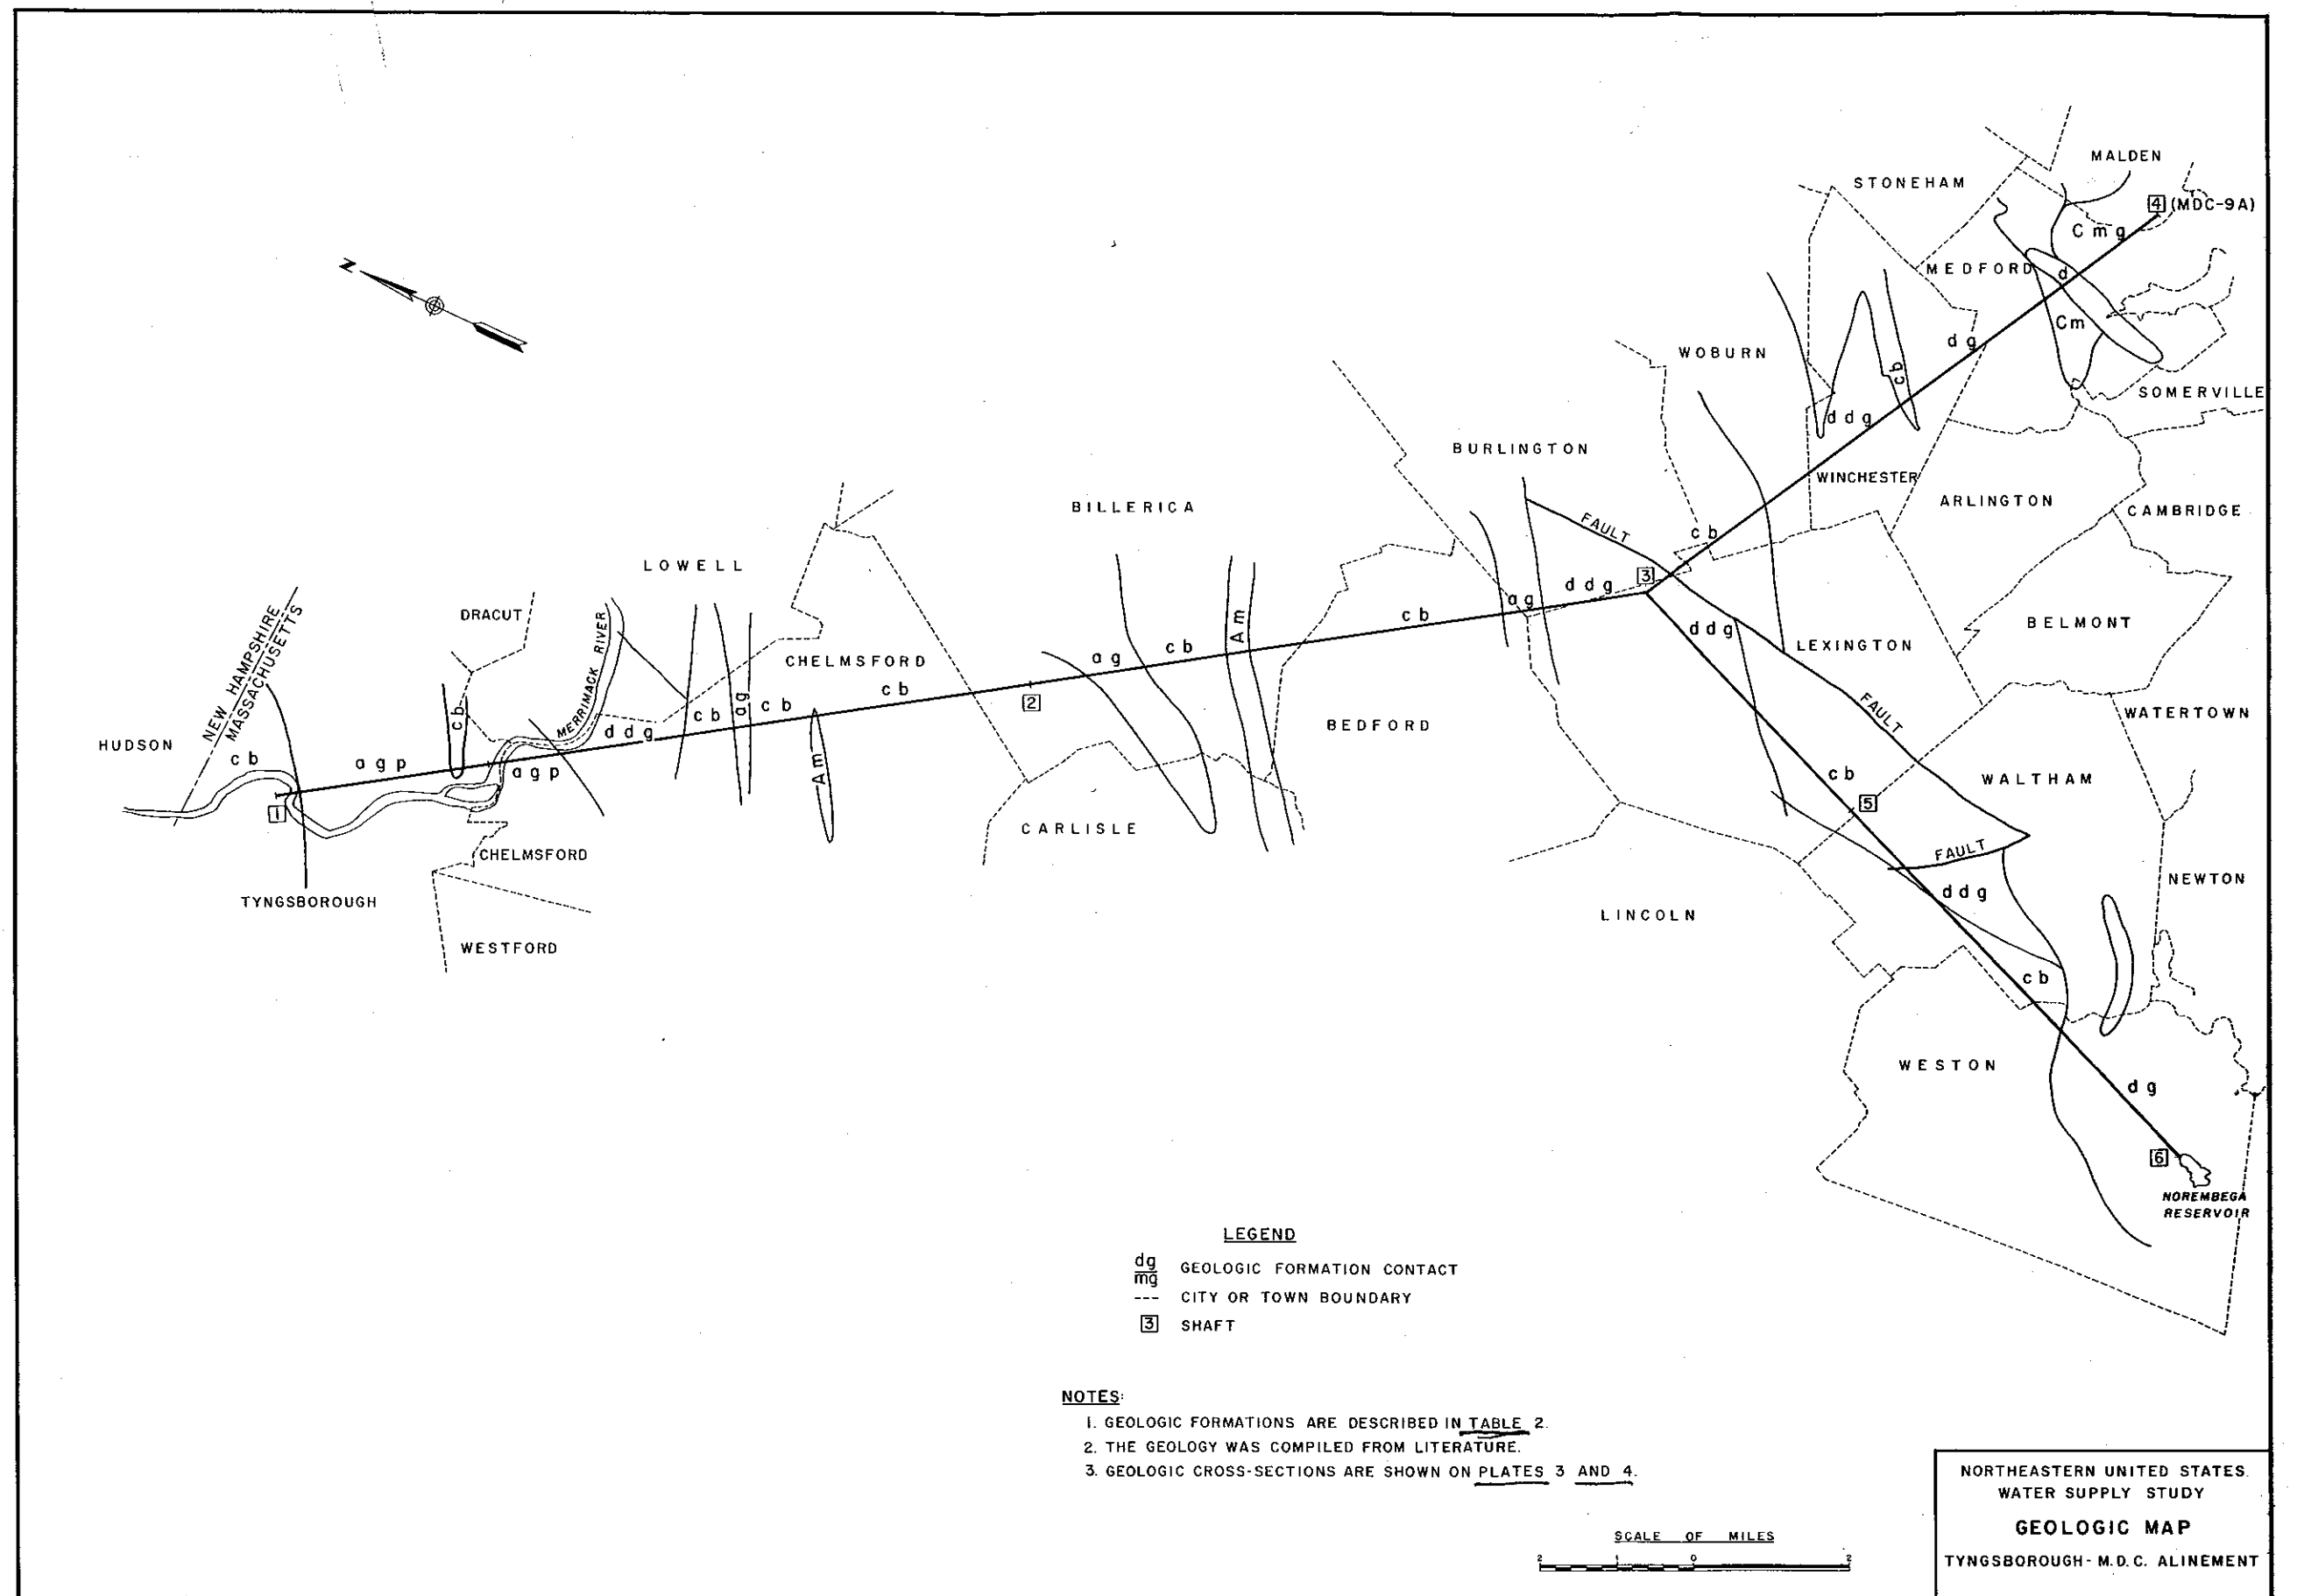 MALDEN
STONEHAM
4 (MDC-9A)
C m g
N
MEDFORD
d
Cm
d g
WOBURN
c b
SOMERVILLE
d d g
BURLINGTON
WINCHESTER
ARLINGTON
CAMBRIDGE
BILLERICA
FAULT
c b
LOWELL
3
d d g
NEW HAMPSHIRE
MASSACHUSETTS
DRACUT
MERRIMACK RIVER
a g
c b
Am
d d g
BELMONT
LEXINGTON
CHELMSFORD
a g
c b
c b
2
a g
c b
c b
c b
d d g
BEDFORD
FAULT
WATERTOWN
HUDSON
c b
a g p
a g p
Am
c b
5
WALTHAM
1
CARLISLE
CHELMSFORD
FAULT
d d g
NEWTON
TYNGSBOROUGH
LINCOLN
WESTFORD
c b
WESTON
d g
6
NOREMBEGA
RESERVOIR
LEGEND
dg
mg
GEOLOGIC FORMATION CONTACT
--- CITY OR TOWN BOUNDARY
3 SHAFT
NOTES:
1. GEOLOGIC FORMATIONS ARE DESCRIBED IN TABLE 2.
2. THE GEOLOGY WAS COMPILED FROM LITERATURE.
3. GEOLOGIC CROSS-SECTIONS ARE SHOWN ON PLATES 3 AND 4.
SCALE OF MILES
2 1 0 2
NORTHEASTERN UNITED STATES
WATER SUPPLY STUDY
GEOLOGIC MAP
TYNGSBOROUGH - M.D.C. ALINEMENT